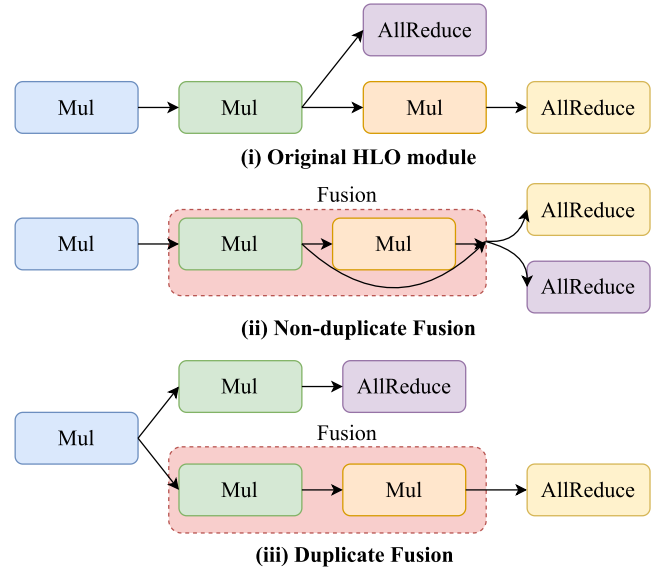 AllReduce
Mul Mul Mul AllReduce
(i) Original HLO module
Fusion
AllReduce
Mul Mul Mul
AllReduce
(ii) Non-duplicate Fusion
Mul AllReduce
Mul
Fusion
Mul Mul AllReduce
(iii) Duplicate Fusion